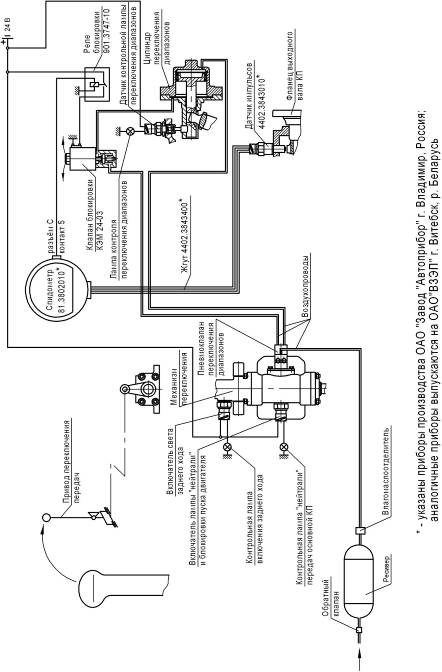 24 В
Реле
блокировки
901.3747-10
Датчик контрольной лампы
переключения диапазонов
Цилиндр
переключения
диапазонов
Датчик импульсов
4402.3843010*
Фланец выходного
вала КП
разъём С
контакт 5
Клапан блокировки
КЭМ 24-03
Лампа контроля
переключения диапазонов
Жгут 4402.3843400*
Спидометр
81.3802010*
Воздухопроводы
Пневмоклапан
переключения
диапазонов
Механизм
переключения
Включатель света
заднего хода
Включатель лампы "нейтрали"
и блокировки пуска двигателя
Привод переключения
передач
Контрольная лампа
включения заднего хода
Контрольная лампа "нейтрали"
передач основной КП
Влагомаслоотделитель
Обратный
клапан
Ресивер
* - указаны приборы производства ОАО "Завод "Автоприбор" г. Владимир, Россия;
аналогичные приборы выпускаются на ОАО"ВЗЭП" г. Витебск, р. Беларусь